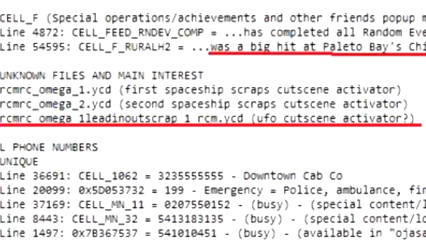 CELL_F (Special operations/achievements and other friends popup m
Line 4872: CELL_FEED_RNDEV_COMP = ...has completed all Random Eve
Line 54595: CELL_F_RURALH2 = ...was a big hit at Paleto Bay's Chi
UNKNOWN FILES AND MAIN INTEREST
rcmrc_omega_1.ycd (first spaceship scraps cutscene activator)
rcmrc_omega_2.ycd (second spaceship scraps cutscene activator)
rcmrc_omega_1leadinoutscrap_1_rcm.ycd (ufo cutscene activator?)
L PHONE NUMBERS
UNIQUE
Line 36691: CELL_1062 = 3235555555 - Downtown Cab Co
Line 20099: 0x5D053732 = 199 - Emergency = Police, ambulance, fir
Line 37169: CELL_MN_11 = 0207550152 - (busy) - (special content/l
Line 8443: CELL_MN_32 = 5413183135 - (busy) - (special content/lo
Line 1497: 0x7B367537 = 541010451 - (busy) - (available in "ojasa